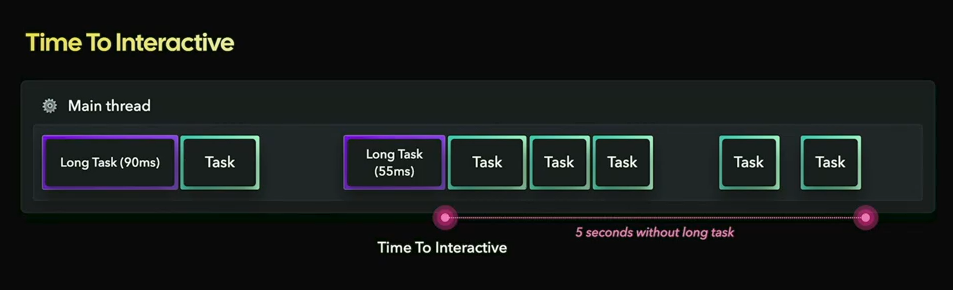 Time To Interactive
Main thread
Long Task (90ms)
Task
Long Task
(55ms)
Task
Task
Task
Task
Task
5 seconds without long task
Time To Interactive